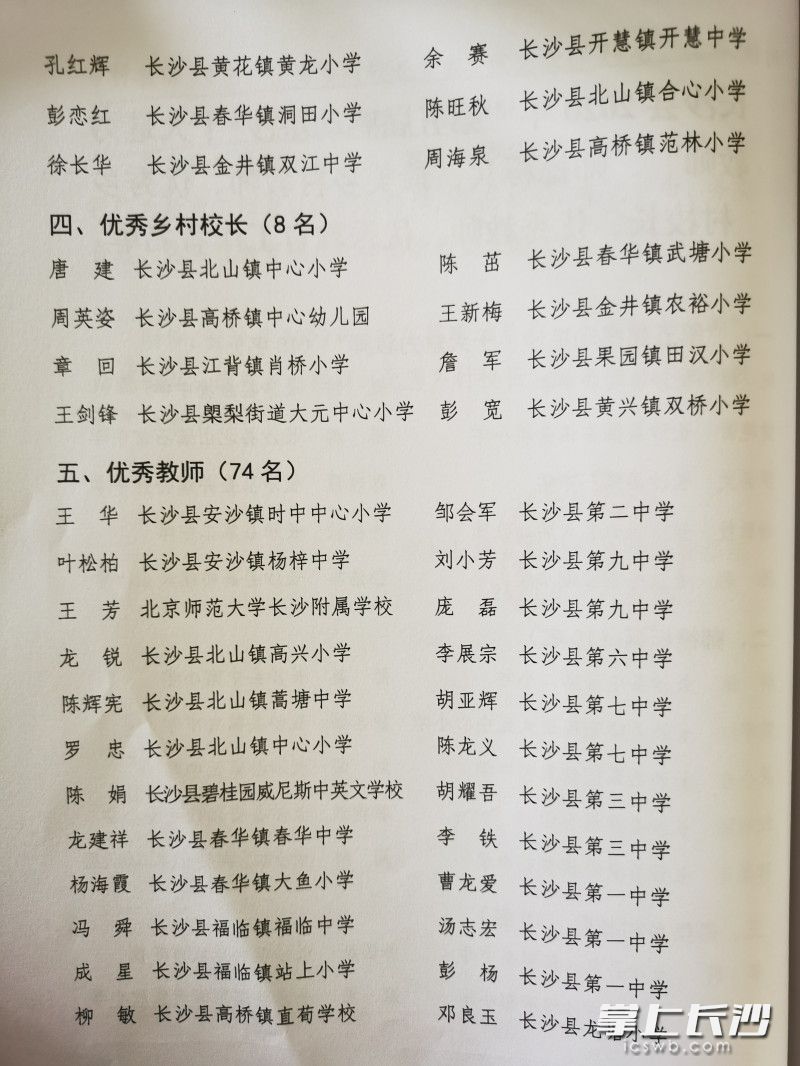 孔红辉 长沙县黄花镇黄龙小学 余赛 长沙县开慧镇开慧中学
彭恋红 长沙县春华镇洞田小学 陈旺秋 长沙县北山镇合心小学
徐长华 长沙县金井镇双江中学 周海泉 长沙县高桥镇范林小学
四、优秀乡村校长（8名）
唐建 长沙县北山镇中心小学 陈茁 长沙县春华镇武塘小学
周英姿 长沙县高桥镇中心幼儿园 王新梅 长沙县金井镇农裕小学
章回 长沙县江背镇肖桥小学 詹军 长沙县果园镇田汉小学
王剑锋 长沙县㮾梨街道大元中心小学 彭宽 长沙县黄兴镇双桥小学
五、优秀教师（74名）
王华 长沙县安沙镇时中中心小学 邹会军 长沙县第二中学
叶松柏 长沙县安沙镇杨梓中学 刘小芳 长沙县第九中学
王芳 北京师范大学长沙附属学校 庞磊 长沙县第九中学
龙锐 长沙县北山镇高兴小学 李展宗 长沙县第六中学
陈辉宪 长沙县北山镇蒿塘中学 胡亚辉 长沙县第七中学
罗忠 长沙县北山镇中心小学 陈龙义 长沙县第七中学
陈娟 长沙县碧桂园威尼斯中英文学校 胡耀吾 长沙县第三中学
龙建祥 长沙县春华镇春华中学 李铁 长沙县第三中学
杨海霞 长沙县春华镇大鱼小学 曹龙爱 长沙县第一中学
冯舜 长沙县福临镇福临中学 汤志宏 长沙县第一中学
成星 长沙县福临镇站上小学 彭杨 长沙县第一中学
柳敏 长沙县高桥镇直荀学校 邓良玉 长沙县龙塘小学
掌上长沙
icswb.com